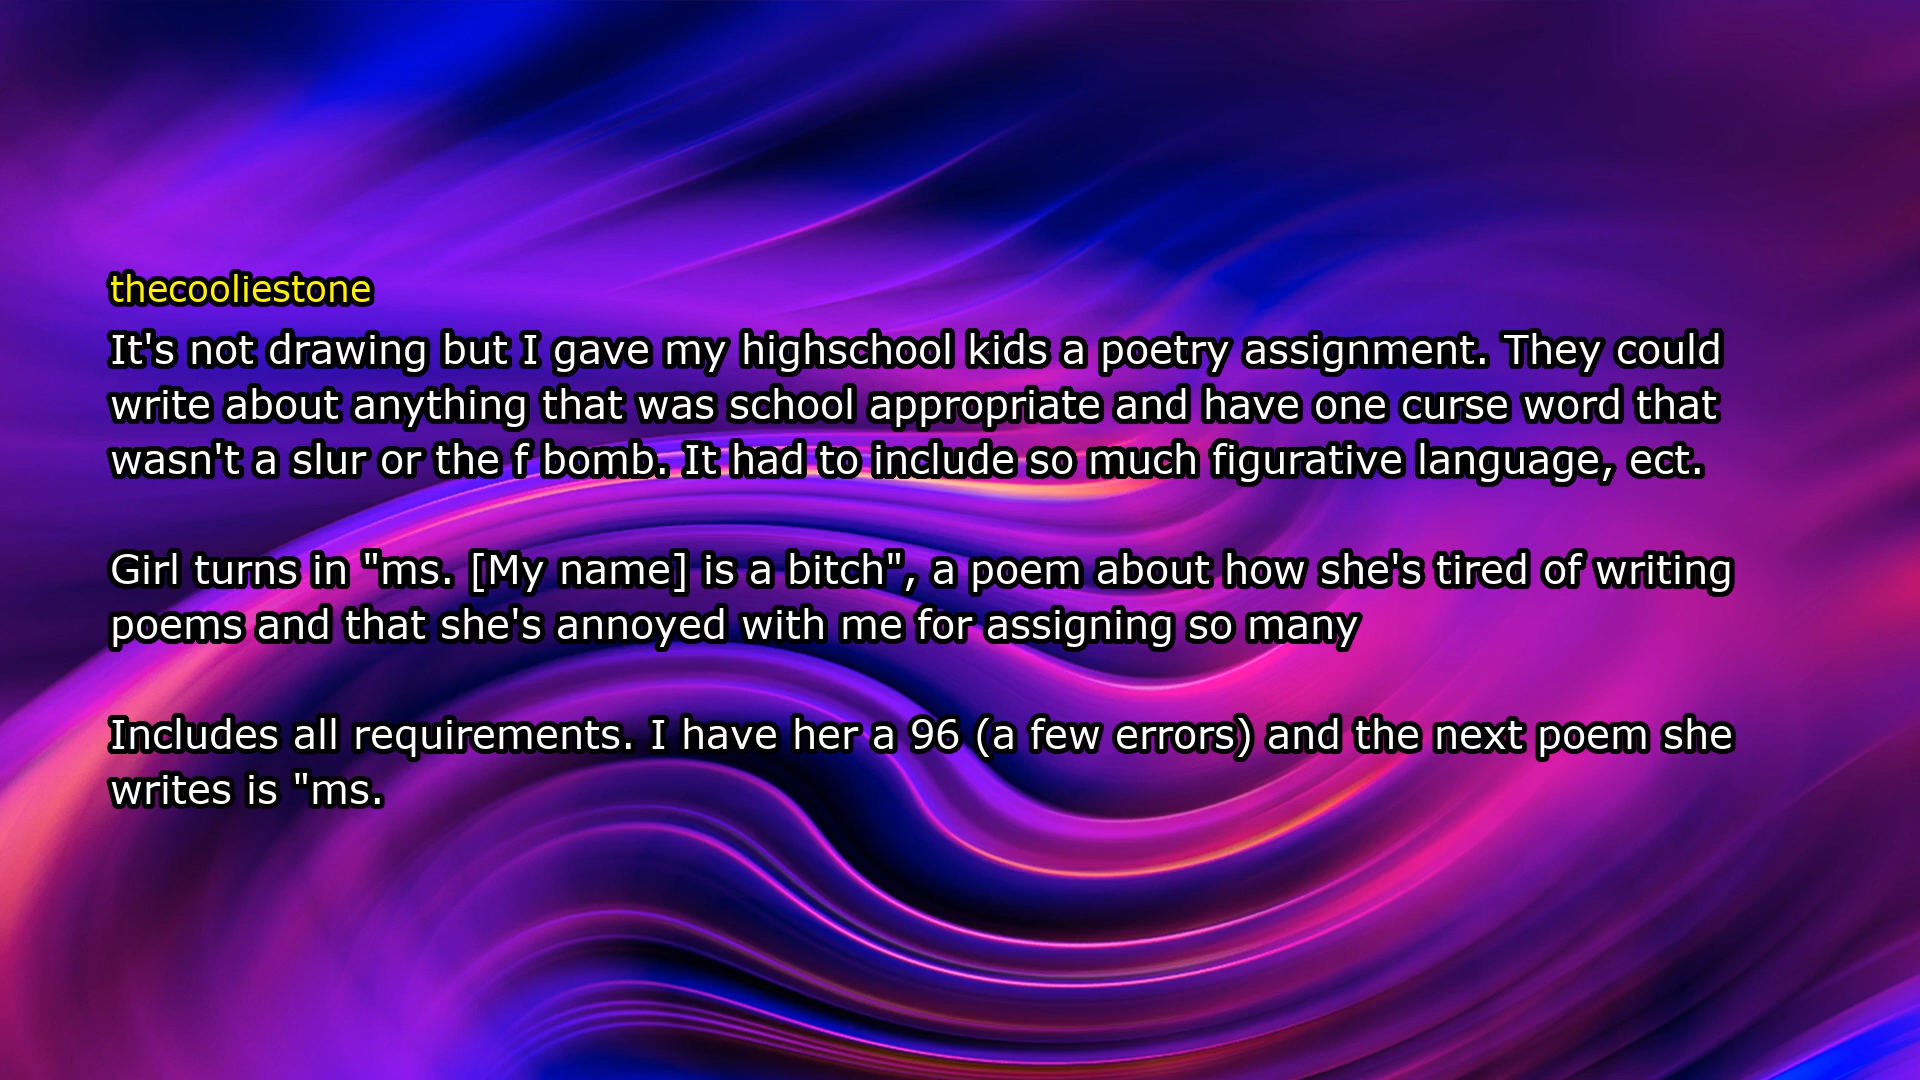 thecooliestone
It's not drawing but I gave my highschool kids a poetry assignment. They could
write about anything that was school appropriate and have one curse word that
wasn't a slur or the f bomb. It had to include so much figurative language, ect.
Girl turns in "ms. [My name] is a bitch", a poem about how she's tired of writing
poems and that she's annoyed with me for assigning so many
Includes all requirements. I have her a 96 (a few errors) and the next poem she
writes is "ms.